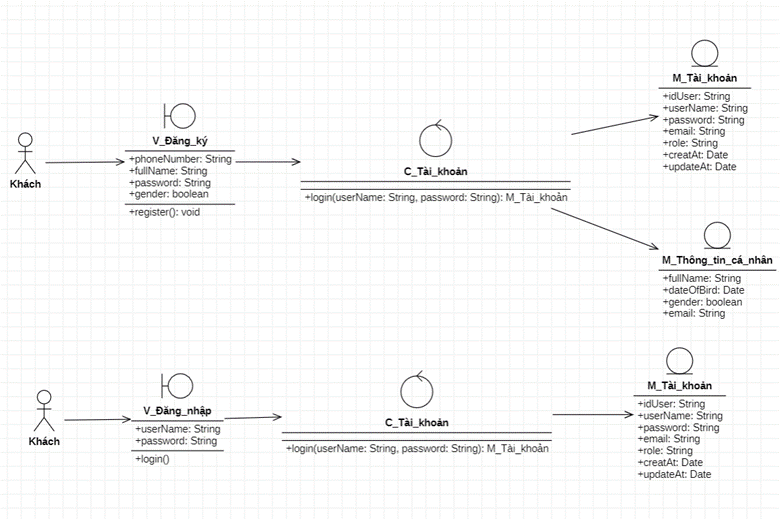 Khách
V_Đăng_ký
+phoneNumber: String
+fullName: String
+password: String
+gender: boolean
+register(): void
C_Tài_khoản
+login(userName: String, password: String): M_Tài_khoản
M_Tài_khoản
+idUser: String
+userName: String
+password: String
+email: String
+role: String
+creatAt: Date
+updateAt: Date
M_Thông_tin_cá_nhân
+fullName: String
+dateOfBird: Date
+gender: boolean
+email: String
Khách
V_Đăng_nhập
+userName: String
+password: String
+login()
C_Tài_khoản
+login(userName: String, password: String): M_Tài_khoản
M_Tài_khoản
+idUser: String
+userName: String
+password: String
+email: String
+role: String
+creatAt: Date
+updateAt: Date